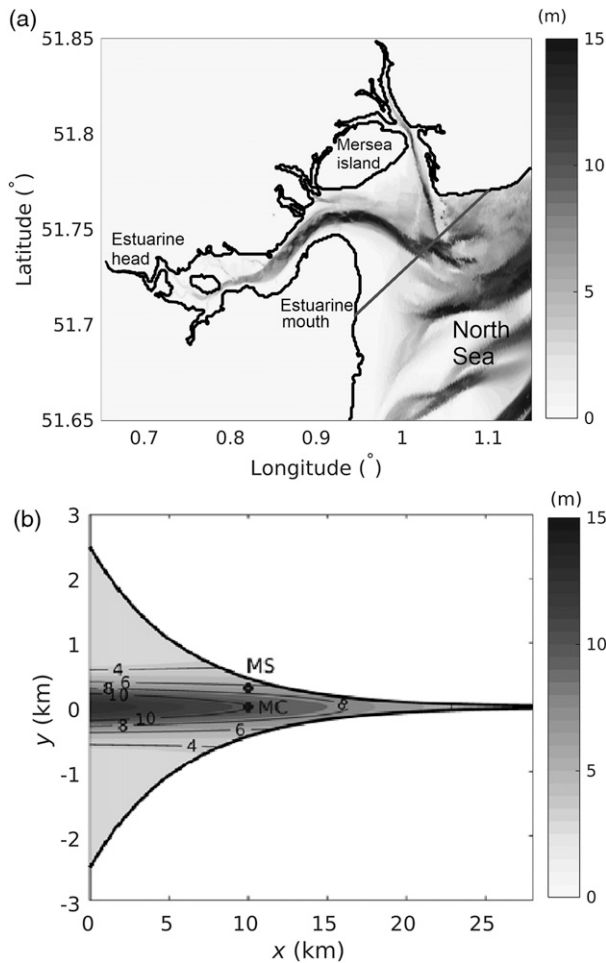 (a)
(m)
51.85
51.8
51.75
51.7
51.65
Latitude (°)
Mersea
island
Estuarine
head
Estuarine
mouth
North
Sea
0.7 0.8 0.9 1 1.1
Longitude (°)
15
10
5
0
(b)
(m)
3
2
1
0
-1
-2
-3
y (km)
4
6
8
10
MS
MC
8
10
8
6
4
0 5 10 15 20 25
x (km)
15
10
5
0